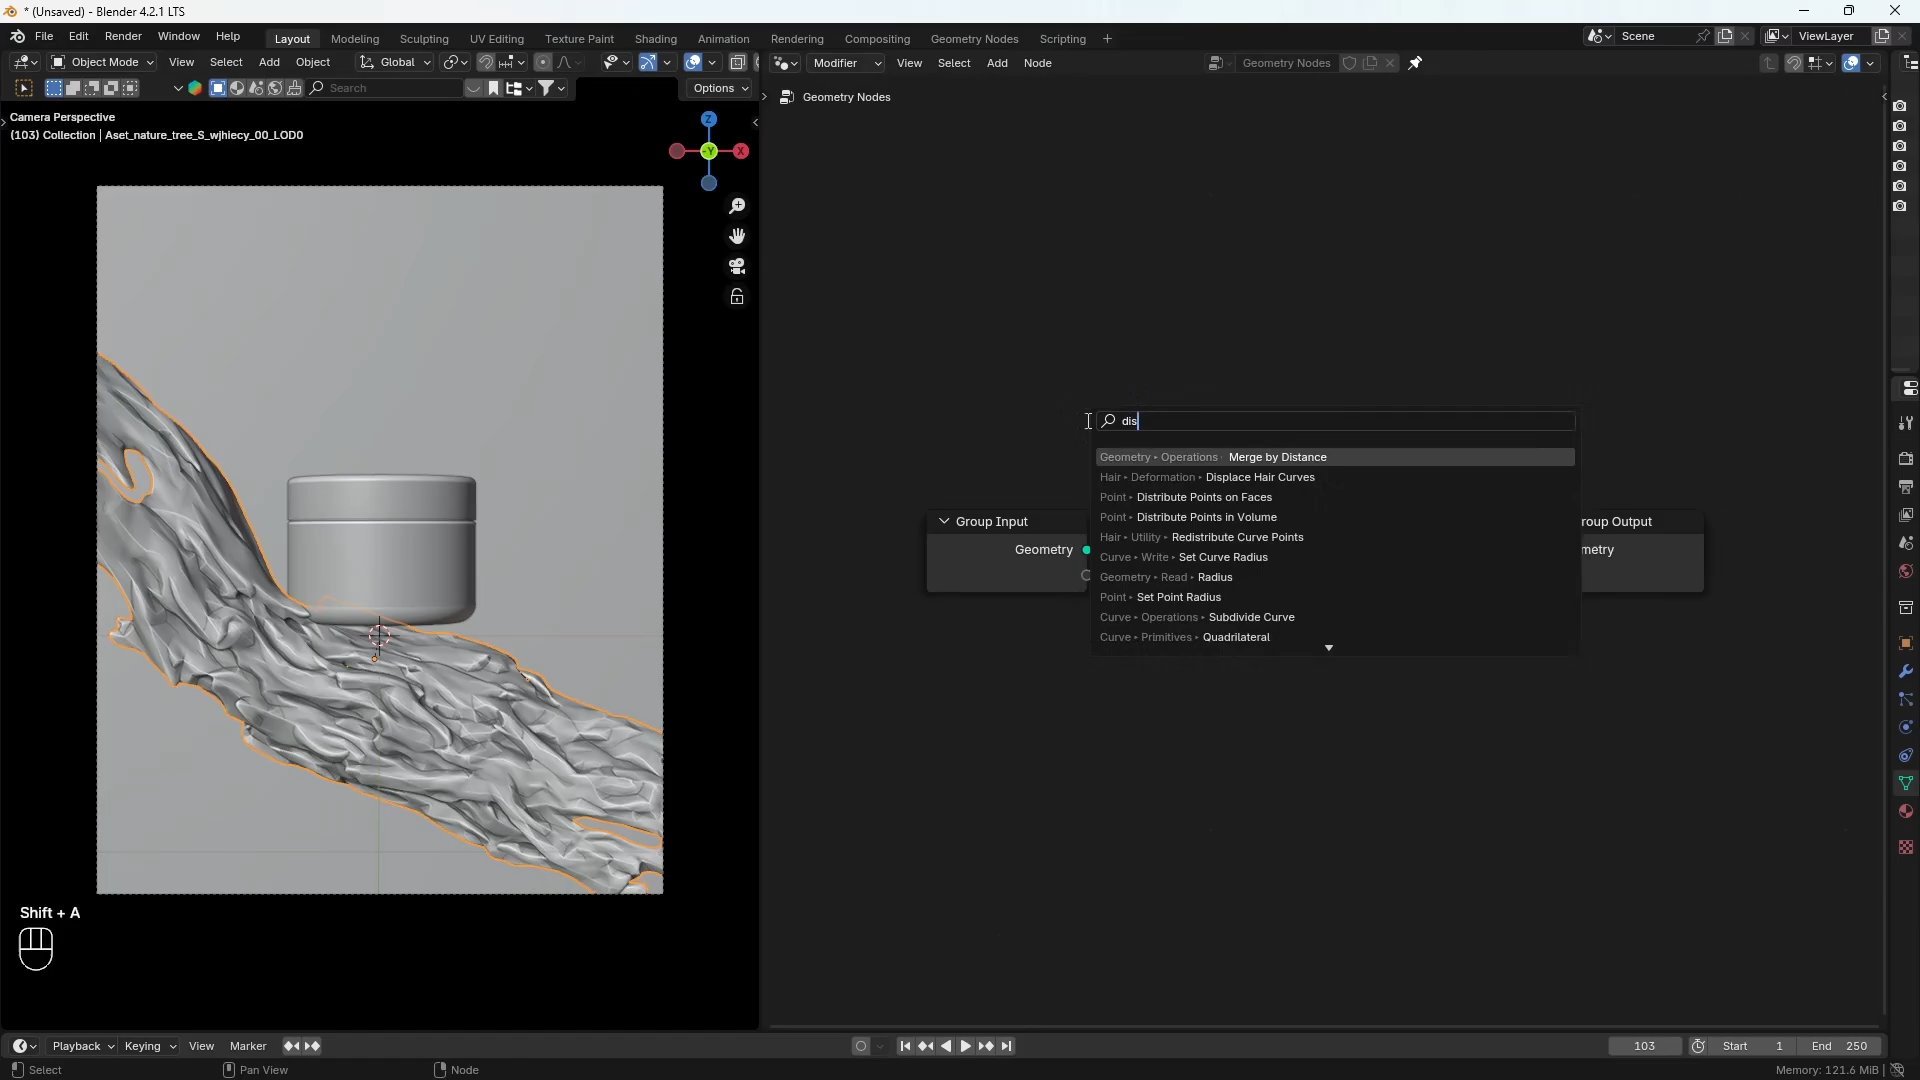 * (Unsaved) - Blender 4.2.1 LTS
File Edit Render Window Help Layout Modeling Sculpting UV Editing Texture Paint Shading Animation Rendering Compositing Geometry Nodes Scripting + Scene ViewLayer
Object Mode View Select Add Object Global Modifier View Select Add Node Geometry Nodes
Search Options
Geometry Nodes
Camera Perspective
(103) Collection | Aset_nature_tree_S_wjhiecy_00_LOD0
Z
-Y X
dis
Geometry ▸ Operations Merge by Distance
Hair ▸ Deformation ▸ Displace Hair Curves
Point ▸ Distribute Points on Faces
Point ▸ Distribute Points in Volume
Hair ▸ Utility ▸ Redistribute Curve Points
Curve ▸ Write ▸ Set Curve Radius
Geometry ▸ Read ▸ Radius
Point ▸ Set Point Radius
Curve ▸ Operations ▸ Subdivide Curve
Curve ▸ Primitives ▸ Quadrilateral
Group Input
Geometry
roup Output
metry
Shift + A
Playback Keying View Marker 103 Start 1 End 250
Select Pan View Node Memory: 121.6 MiB